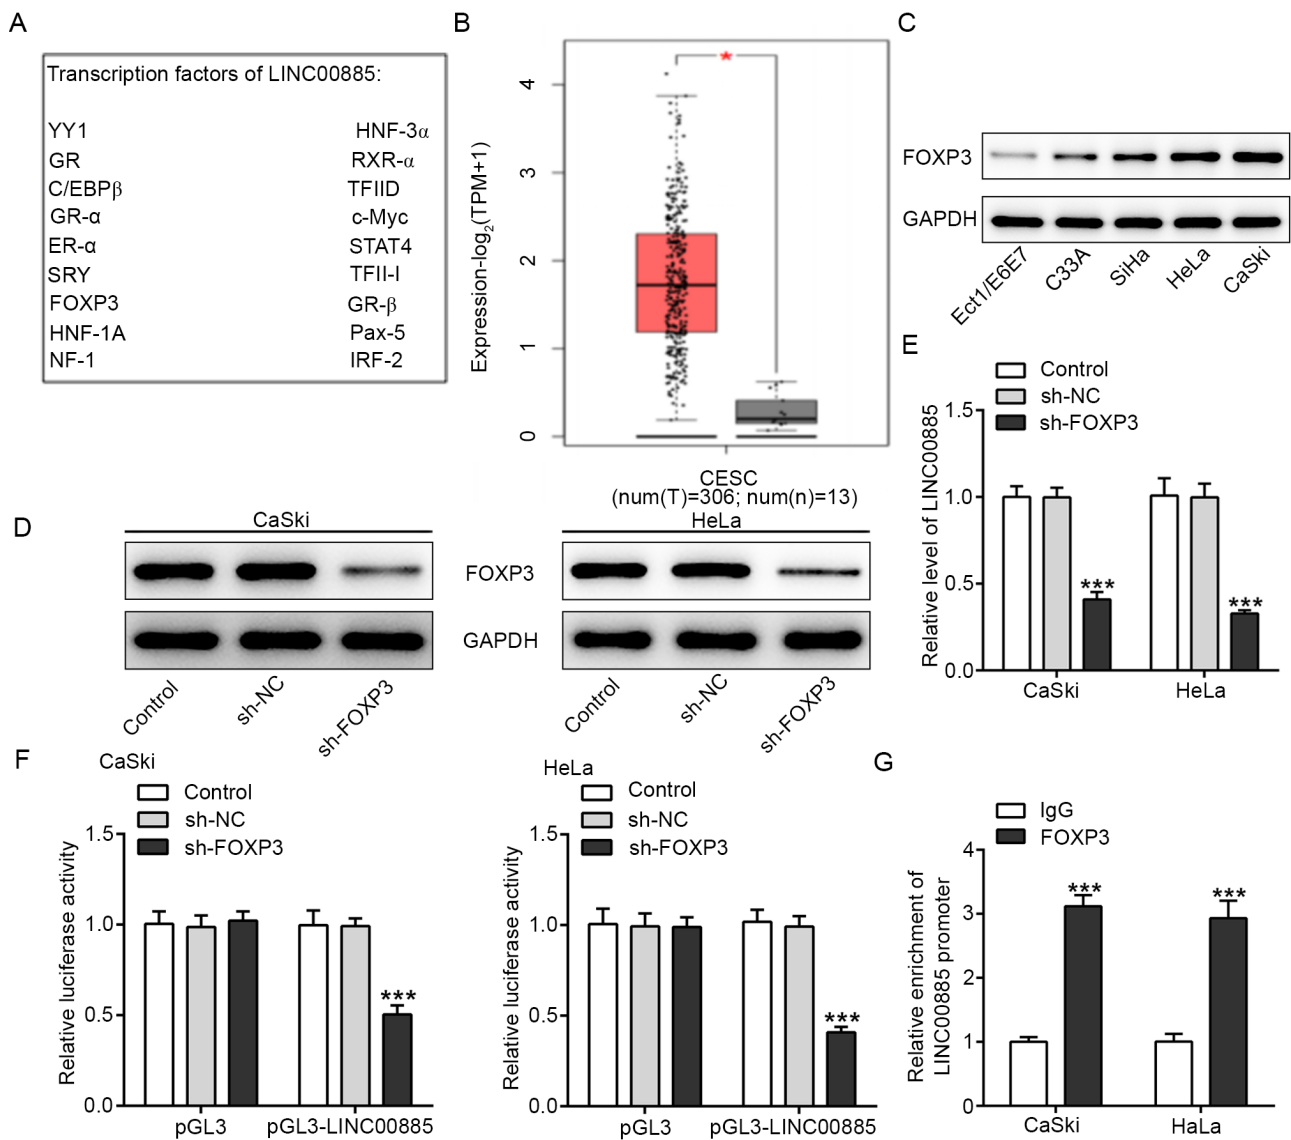 A
Transcription factors of LINC00885:
YY1 HNF-3α
GR RXR-α
C/EBPβ TFIID
GR-α c-Myc
ER-α STAT4
SRY TFII-I
FOXP3 GR-β
HNF-1A Pax-5
NF-1 IRF-2
B
Expression-log2(TPM+1)
4
3
2
1
0
*
CESC
(num(T)=306; num(n)=13)
C
FOXP3
GAPDH
Ect1/E6E7
C33A
SiHa
HeLa
CaSki
D
CaSki
HeLa
FOXP3
GAPDH
Control
sh-NC
sh-FOXP3
Control
sh-NC
sh-FOXP3
E
Control
sh-NC
sh-FOXP3
Relative level of LINC00885
1.5
1.0
0.5
0.0
***
***
CaSki
HeLa
F
CaSki
Control
sh-NC
sh-FOXP3
Relative luciferase activity
1.5
1.0
0.5
0.0
***
pGL3
pGL3-LINC00885
HeLa
Control
sh-NC
sh-FOXP3
Relative luciferase activity
1.5
1.0
0.5
0.0
***
pGL3
pGL3-LINC00885
G
IgG
FOXP3
Relative enrichment of
LINC00885 promoter
4
3
2
1
0
***
***
CaSki
HaLa